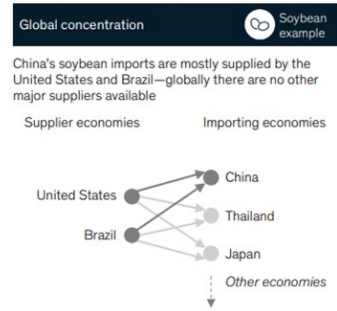 Global concentration
Soybean
example
China's soybean imports are mostly supplied by the
United States and Brazil—globally there are no other
major suppliers available
Supplier economies
Importing economies
China
United States
Thailand
Brazil
Japan
Other economies